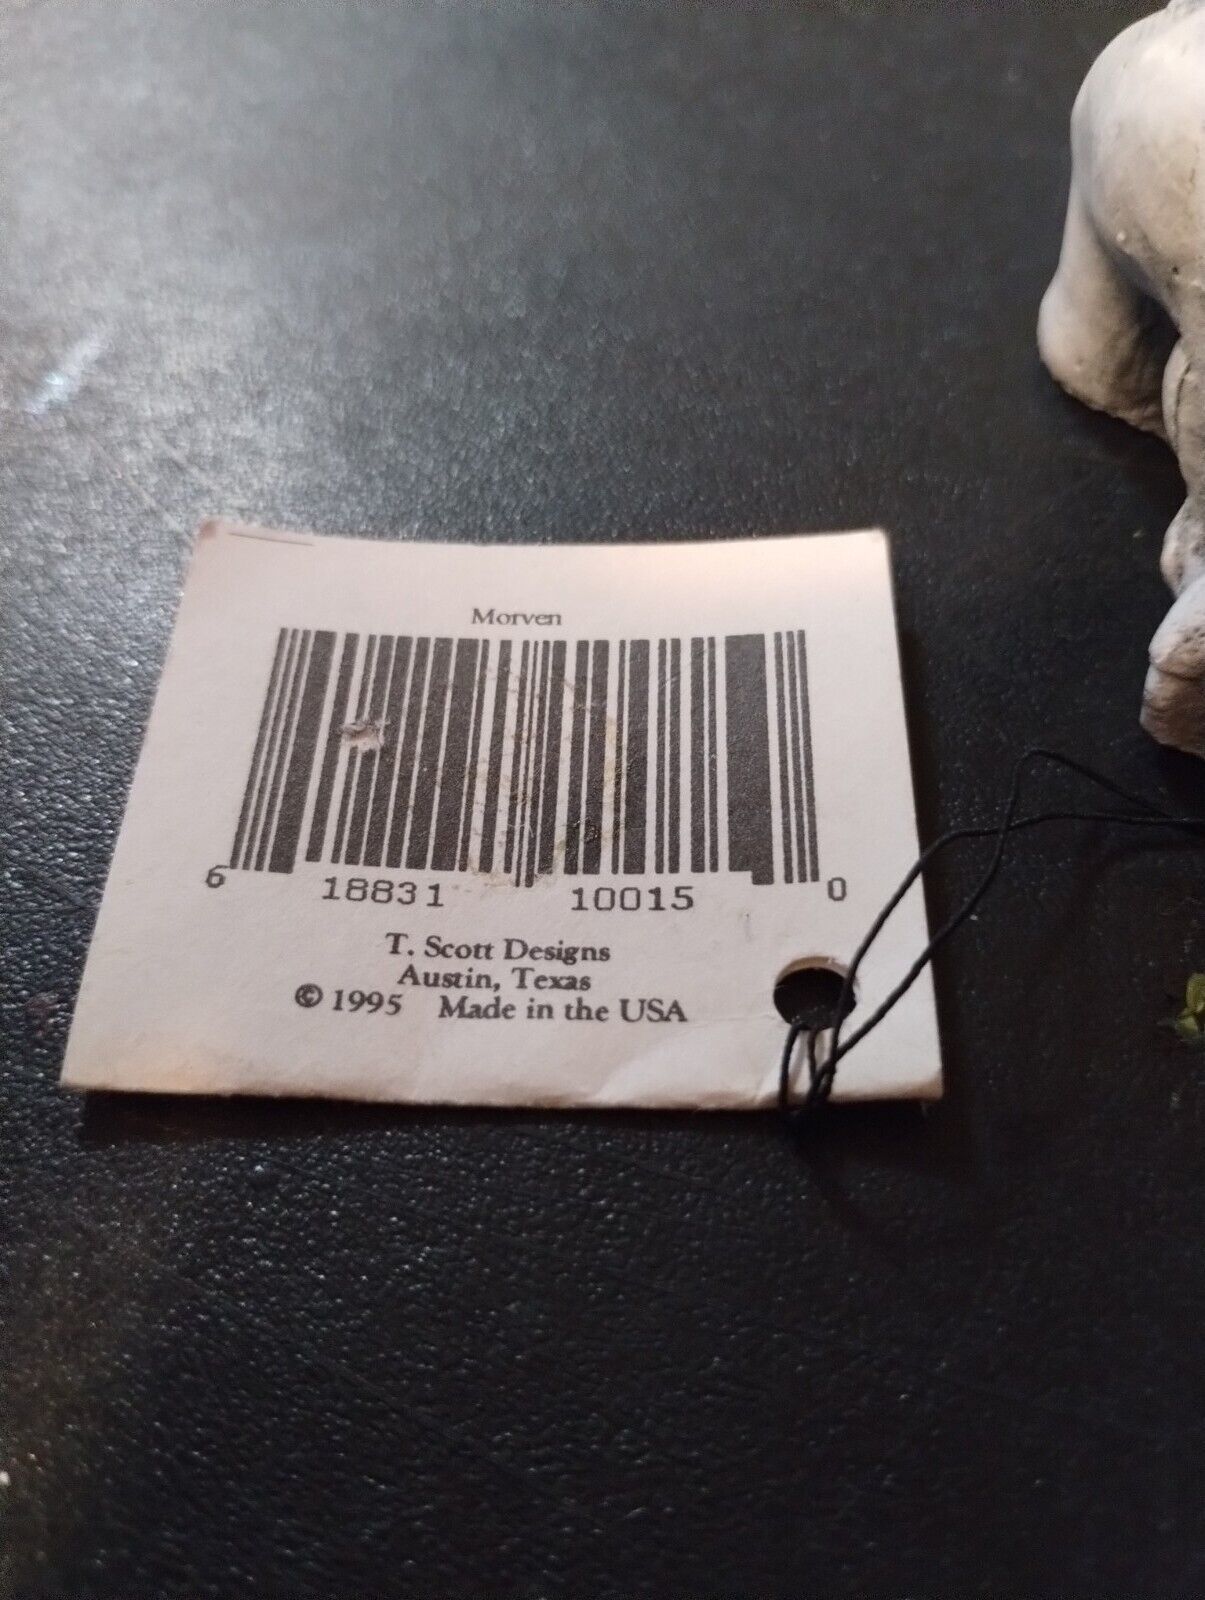 Morven
6 18831 10015 0
T. Scott Designs
Austin, Texas
© 1995 Made in the USA